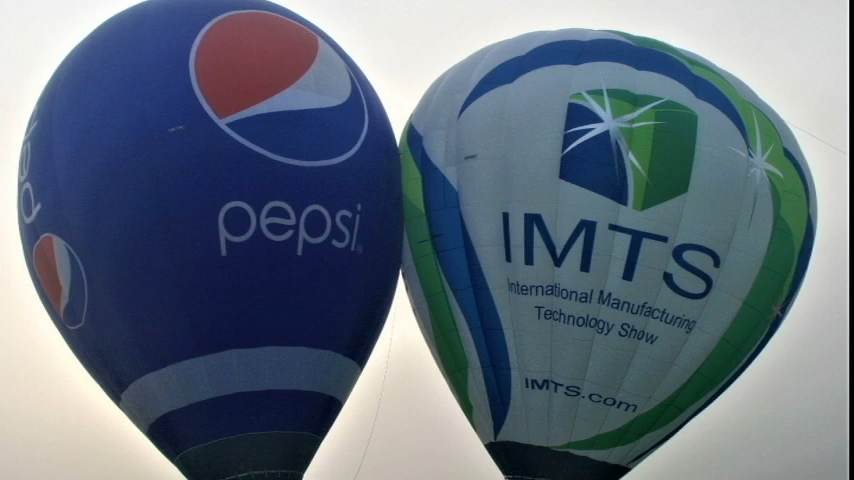 pepsi
IMTS
International Manufacturing
Technology Show
IMTS.com